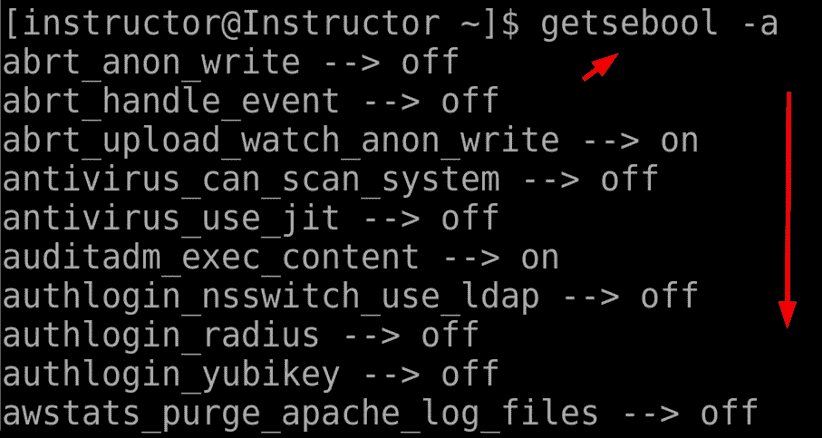 [instructor@Instructor ~]$ getsebool -a
abrt_anon_write --> off
abrt_handle_event --> off
abrt_upload_watch_anon_write --> on
antivirus_can_scan_system --> off
antivirus_use_jit --> off
auditadm_exec_content --> on
authlogin_nsswitch_use_ldap --> off
authlogin_radius --> off
authlogin_yubikey --> off
awstats_purge_apache_log_files --> off